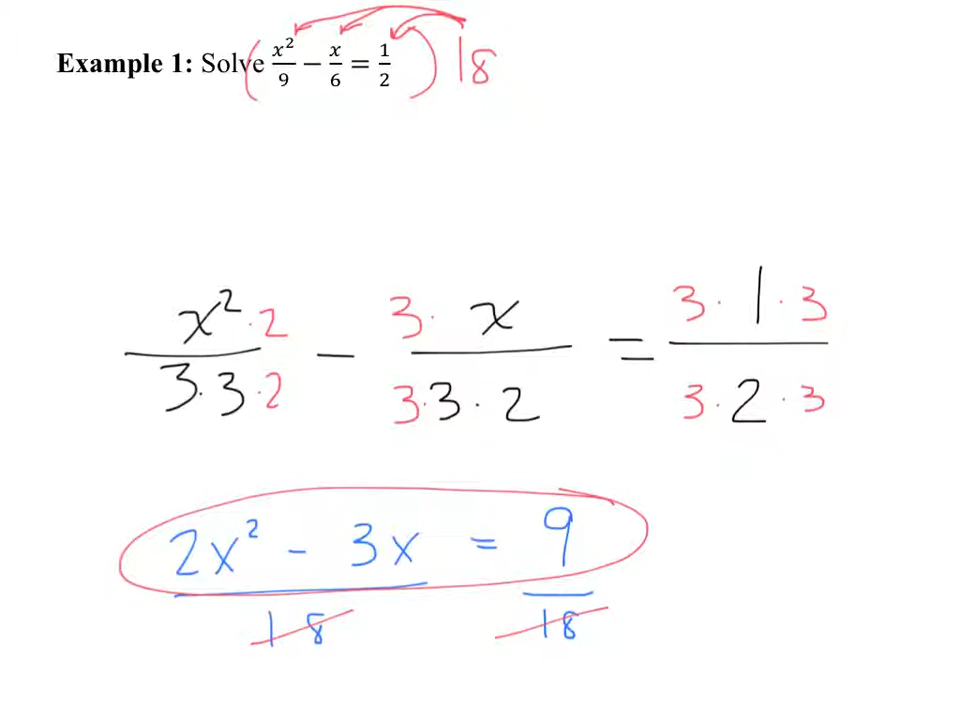 Example 1: Solve (x²/9 − x/6 = 1/2) 18
x²·2 / 3·3·2 − 3·x / 3·3·2 = 3·1·3 / 3·2·3
2x² − 3x / 18 = 9 / 18